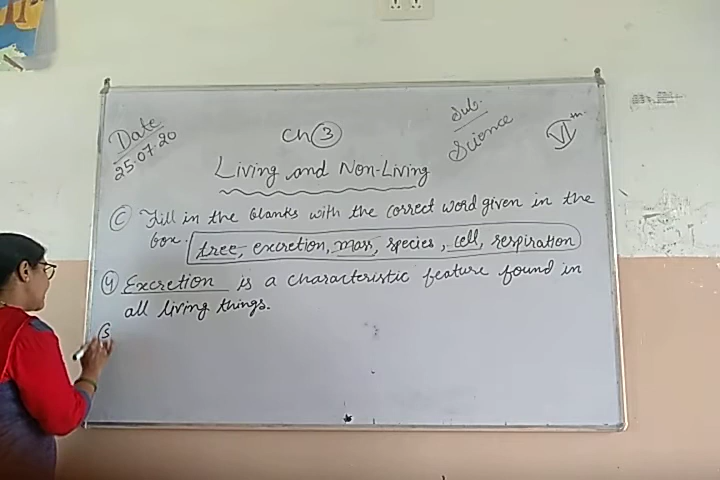 Date
25.07.20
Ch 3
Sub.
Science
VI th
Living and Non-Living
C Fill in the blanks with the correct word given in the
box. tree, excretion, mass, species, cell, respiration
4 Excretion is a characteristic feature found in
all living things.
5